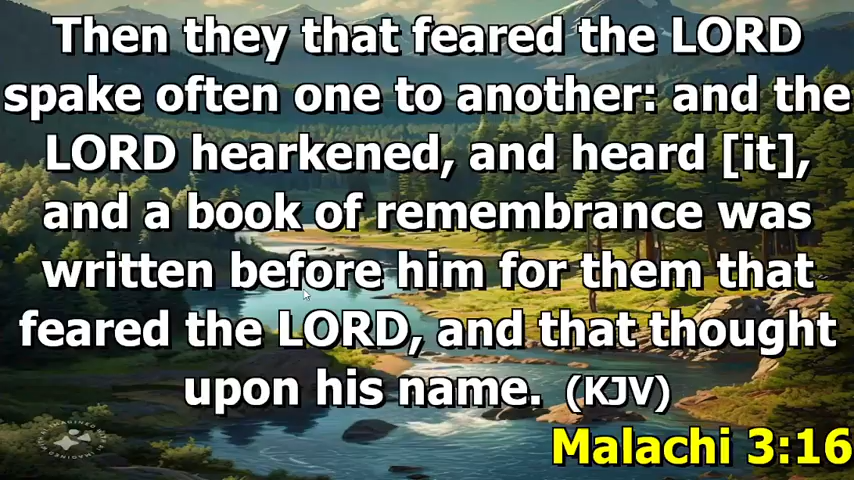 Then they that feared the LORD
spake often one to another: and the
LORD hearkened, and heard [it],
and a book of remembrance was
written before him for them that
feared the LORD, and that thought
upon his name. (KJV)
Malachi 3:16